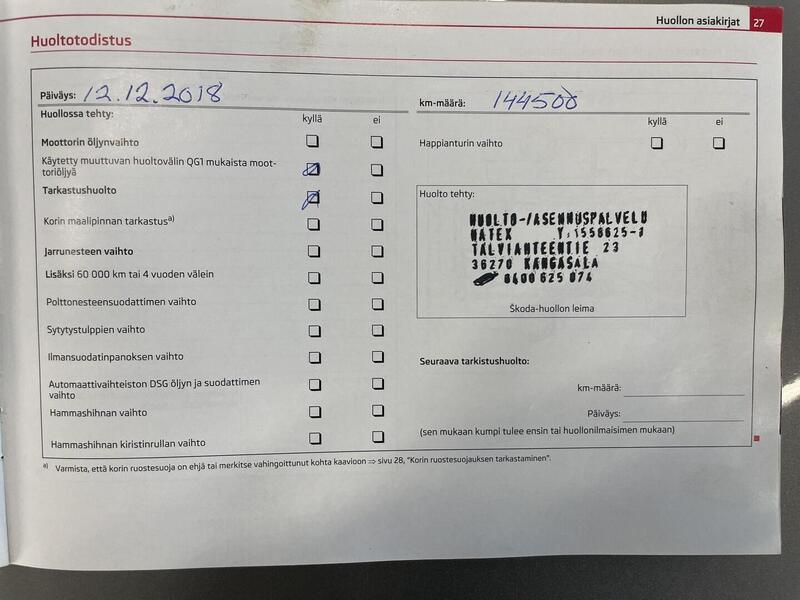 Huollon asiakirjat 27
Huoltotodistus
Päiväys: 12.12.2018
km-määrä: 144500
Huollossa tehty: kyllä ei
kyllä ei
Moottorin öljynvaihto
Happianturin vaihto
Käytetty muuttuvan huoltovälin QG1 mukaista moot-
toriöljyä
Tarkastushuolto
Korin maalipinnan tarkastusa)
Jarrunesteen vaihto
Lisäksi 60 000 km tai 4 vuoden välein
Polttonesteensuodattimen vaihto
Sytytystulppien vaihto
Ilmansuodatinpanoksen vaihto
Automaattivaihteiston DSG öljyn ja suodattimen
vaihto
Hammashihnan vaihto
Hammashihnan kiristinrullan vaihto
Huolto tehty:
HUOLTO-/ASENNUSPALVELU
MATEX Y:1556625-1
TALVIANTEENTIE 23
36270 KANGASALA
0400 625 074
Škoda-huollon leima
Seuraava tarkistushuolto:
km-määrä:
Päiväys:
(sen mukaan kumpi tulee ensin tai huollonilmaisimen mukaan)
a) Varmista, että korin ruostesuoja on ehjä tai merkitse vahingoittunut kohta kaavioon ⇒ sivu 28, "Korin ruostesuojauksen tarkastaminen".